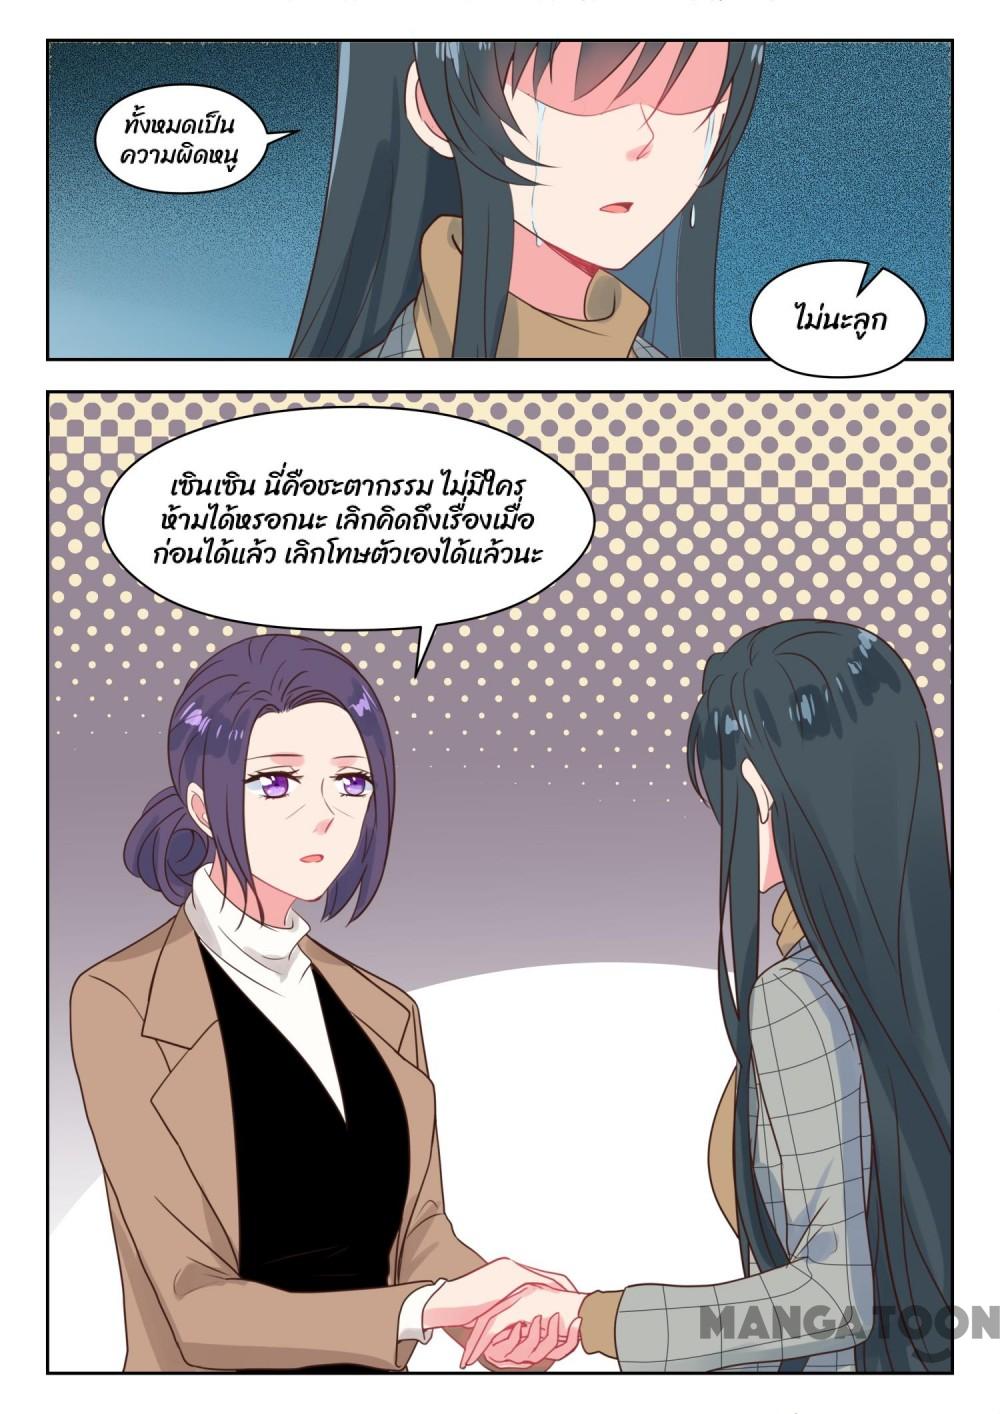 ทั้งหมดเป็น
ความผิดหนู
ไม่นะลูก
เซินเซิน นี่คือชะตากรรม ไม่มีใคร
ห้ามได้หรอกนะ เลิกคิดถึงเรื่องเมื่อ
ก่อนได้แล้ว เลิกโทษตัวเองได้แล้วนะ
MANGATOON